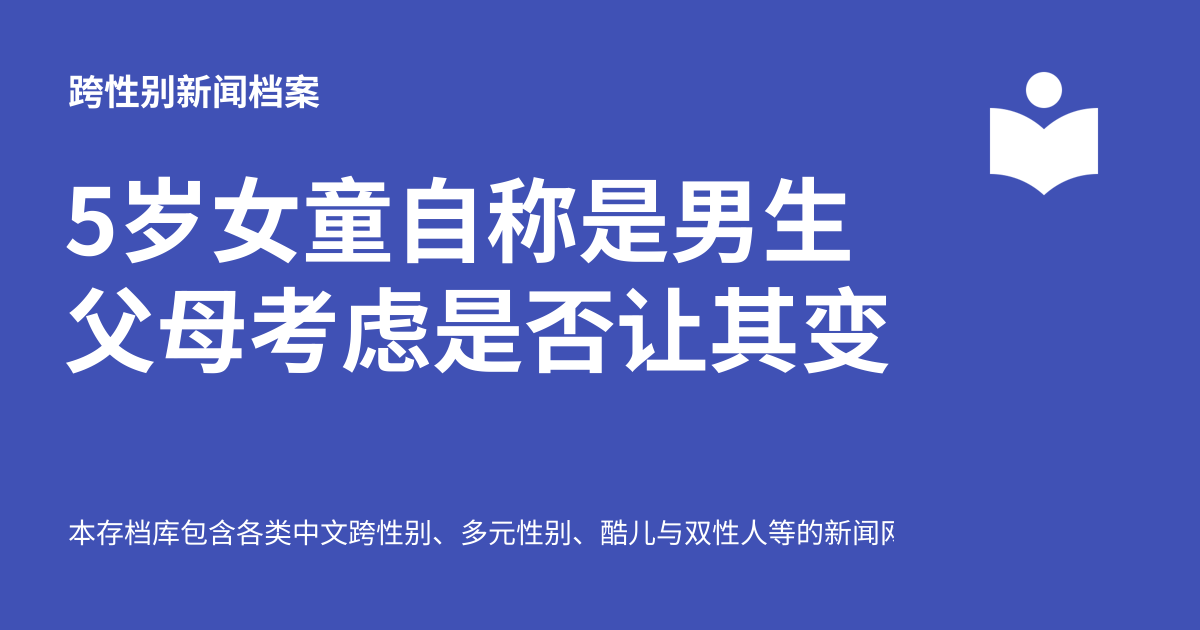 跨性别新闻档案
5岁女童自称是男生
父母考虑是否让其变
本存档库包含各类中文跨性别、多元性别、酷儿与双性人等的新闻